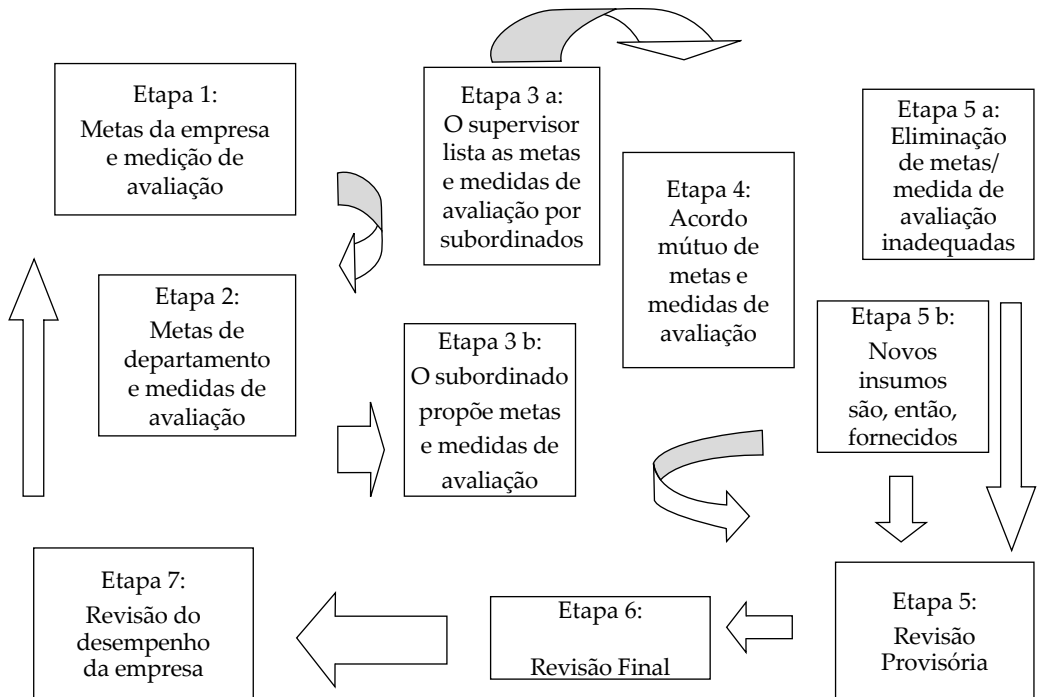 Etapa 1:
Metas da empresa
e medição de
avaliação
Etapa 2:
Metas de
departamento
e medidas de
avaliação
Etapa 3 a:
O supervisor
lista as metas
e medidas de
avaliação por
subordinados
Etapa 3 b:
O subordinado
propõe metas
e medidas de
avaliação
Etapa 4:
Acordo
mútuo de
metas e
medidas de
avaliação
Etapa 5 a:
Eliminação
de metas/
medida de
avaliação
inadequadas
Etapa 5 b:
Novos
insumos
são, então,
fornecidos
Etapa 5:
Revisão
Provisória
Etapa 6:
Revisão Final
Etapa 7:
Revisão do
desempenho
da empresa